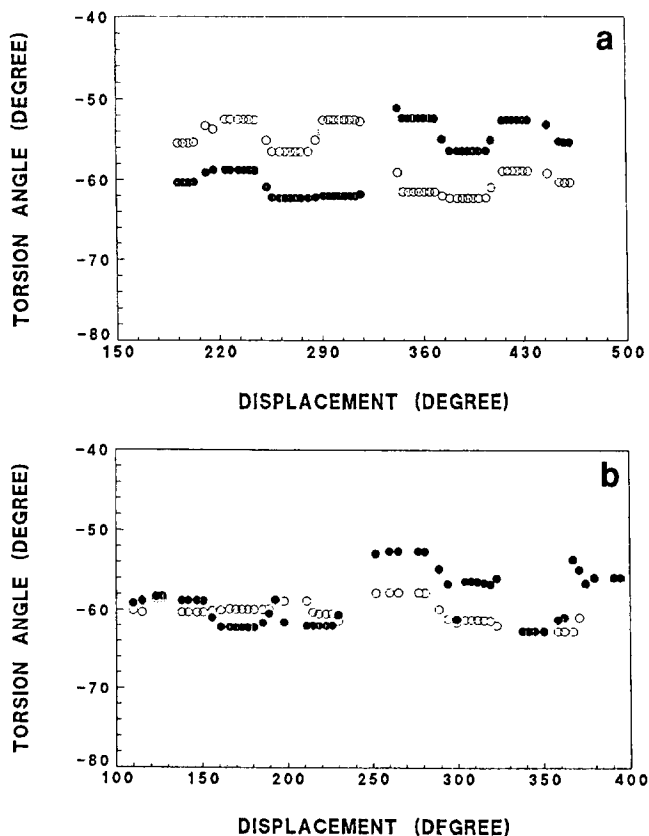 a
-40
-50
-60
-70
-80
TORSION ANGLE (DEGREE)
150 220 290 360 430 500
DISPLACEMENT (DEGREE)
b
-40
-50
-60
-70
-80
TORSION ANGLE (DEGREE)
100 150 200 250 300 350 400
DISPLACEMENT (DFGREE)